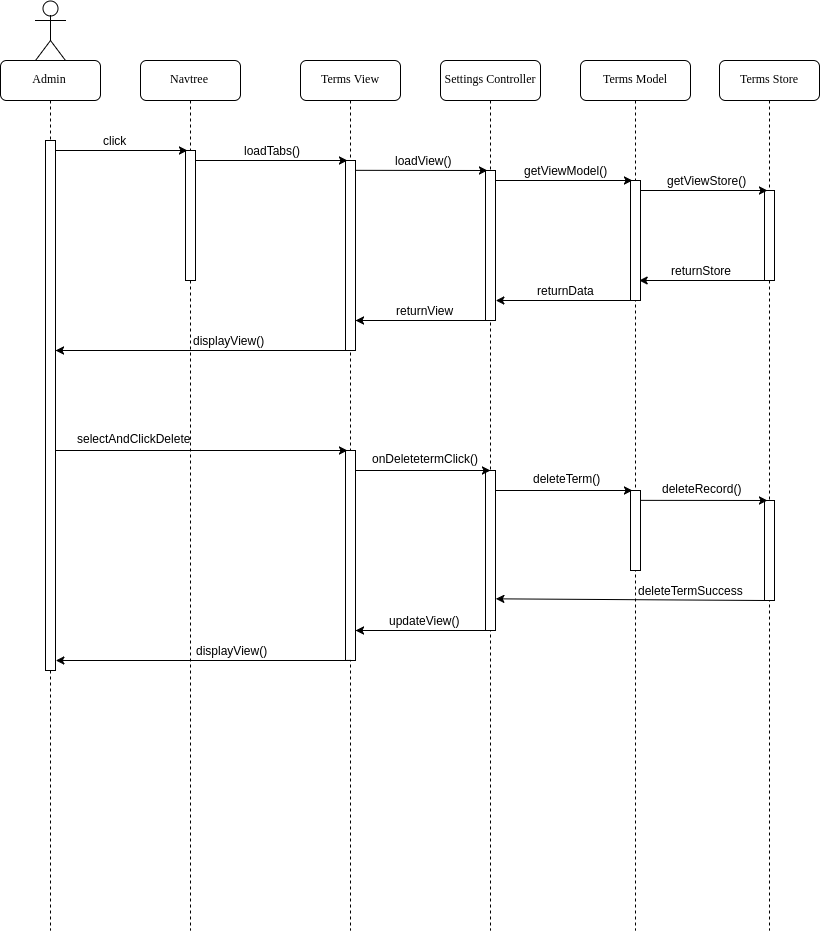 Admin
Navtree
Terms View
Settings Controller
Terms Model
Terms Store
click
loadTabs()
loadView()
getViewModel()
getViewStore()
returnStore
returnData
returnView
displayView()
selectAndClickDelete
onDeletetermClick()
deleteTerm()
deleteRecord()
deleteTermSuccess
updateView()
displayView()